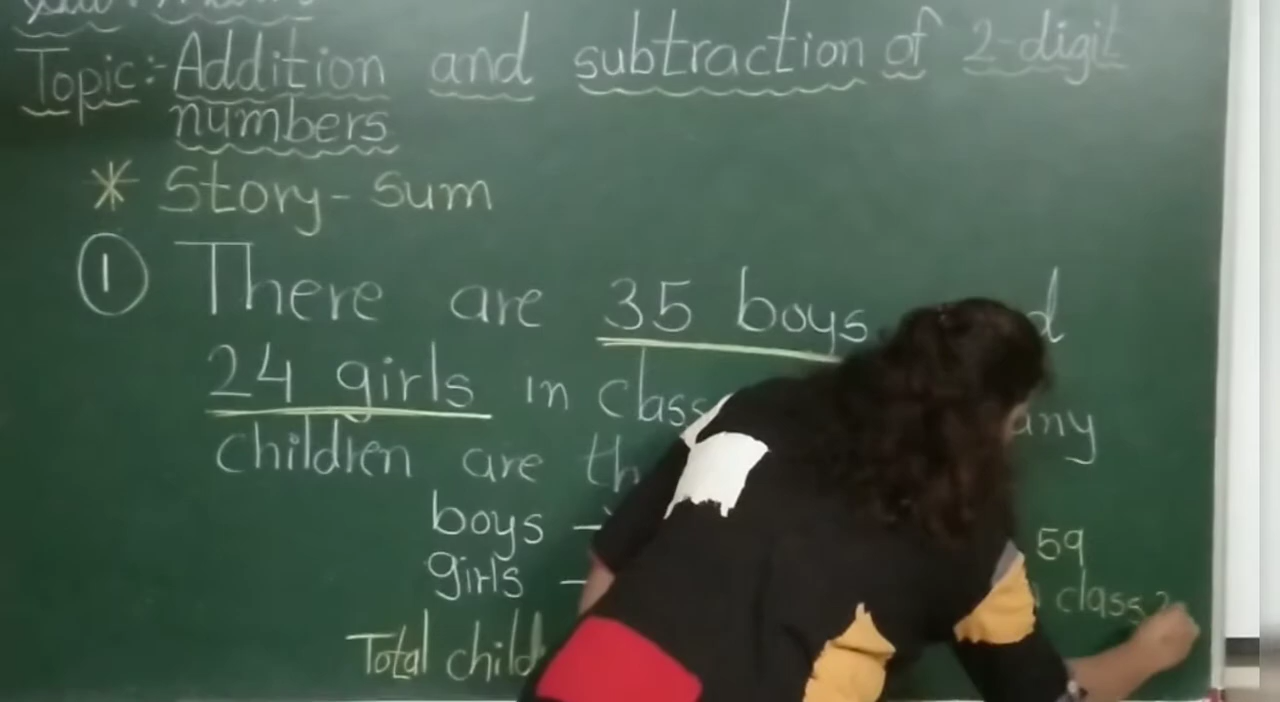 Topic:- Addition and subtraction of 2-digit
numbers
* Story-sum
① There are 35 boys
24 girls in class any
children are th
boys - 59
girls - class
Total child